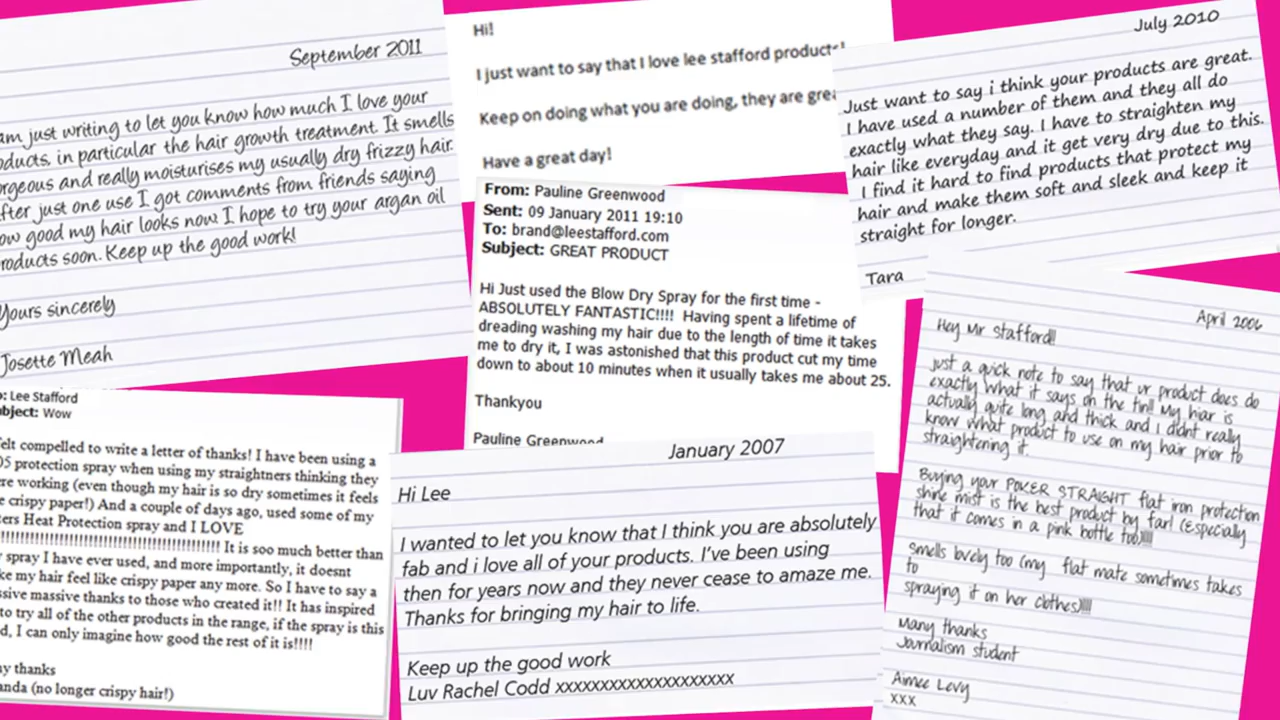 September 2011
am just writing to let you know how much I love your
oducts, in particular the hair growth treatment. It smells
orgeous and really moisturises my usually dry frizzy hair.
fter just one use I got comments from friends saying
ow good my hair looks now I hope to try your argan oil
roducts soon. Keep up the good work!
Yours sincerely
Josette Meah
Hi!
I just want to say that I love lee stafford products!
Keep on doing what you are doing, they are grea
Have a great day!
July 2010
Just want to say i think your products are great.
I have used a number of them and they all do
exactly what they say. I have to straighten my
hair like everyday and it get very dry due to this.
I find it hard to find products that protect my
hair and make them soft and sleek and keep it
straight for longer.
Tara
From: Pauline Greenwood
Sent: 09 January 2011 19:10
To: brand@leestafford.com
Subject: GREAT PRODUCT
Hi Just used the Blow Dry Spray for the first time -
ABSOLUTELY FANTASTIC!!!! Having spent a lifetime of
dreading washing my hair due to the length of time it takes
me to dry it, I was astonished that this product cut my time
down to about 10 minutes when it usually takes me about 25.
Thankyou
Pauline Greenwood
April 2006
Hey Mr Stafford!!
just a quick note to say that ur product does do
exactly what it says on the tin!! My hiar is
actually quite long and thick and i didnt really
know what product to use on my hair prior to
straightening it.
Buying your POKER STRAIGHT flat iron protection
shine mist is the best product by far! (Especially
that it comes in a pink bottle too)!!!!
Smells lovely too (my flat mate sometimes takes
to
spraying it on her clothes)!!!!
Many thanks
Journalism student
Aimee Levy
xxx
o: Lee Stafford
ubject: Wow
felt compelled to write a letter of thanks! I have been using a
05 protection spray when using my straightners thinking they
re working (even though my hair is so dry sometimes it feels
e crispy paper!) And a couple of days ago, used some of my
ters Heat Protection spray and I LOVE
!!!!!!!!!!!!!!!!!!!!!!!!!!!!!!!!!!!!!!!!!! It is soo much better than
spray I have ever used, and more importantly, it doesnt
ke my hair feel like crispy paper any more. So I have to say a
ssive massive thanks to those who created it!! It has inspired
to try all of the other products in the range, if the spray is this
d, I can only imagine how good the rest of it is!!!!
ny thanks
anda (no longer crispy hair!)
January 2007
Hi Lee
I wanted to let you know that I think you are absolutely
fab and i love all of your products. I've been using
then for years now and they never cease to amaze me.
Thanks for bringing my hair to life.
Keep up the good work
Luv Rachel Codd xxxxxxxxxxxxxxxxxxxx